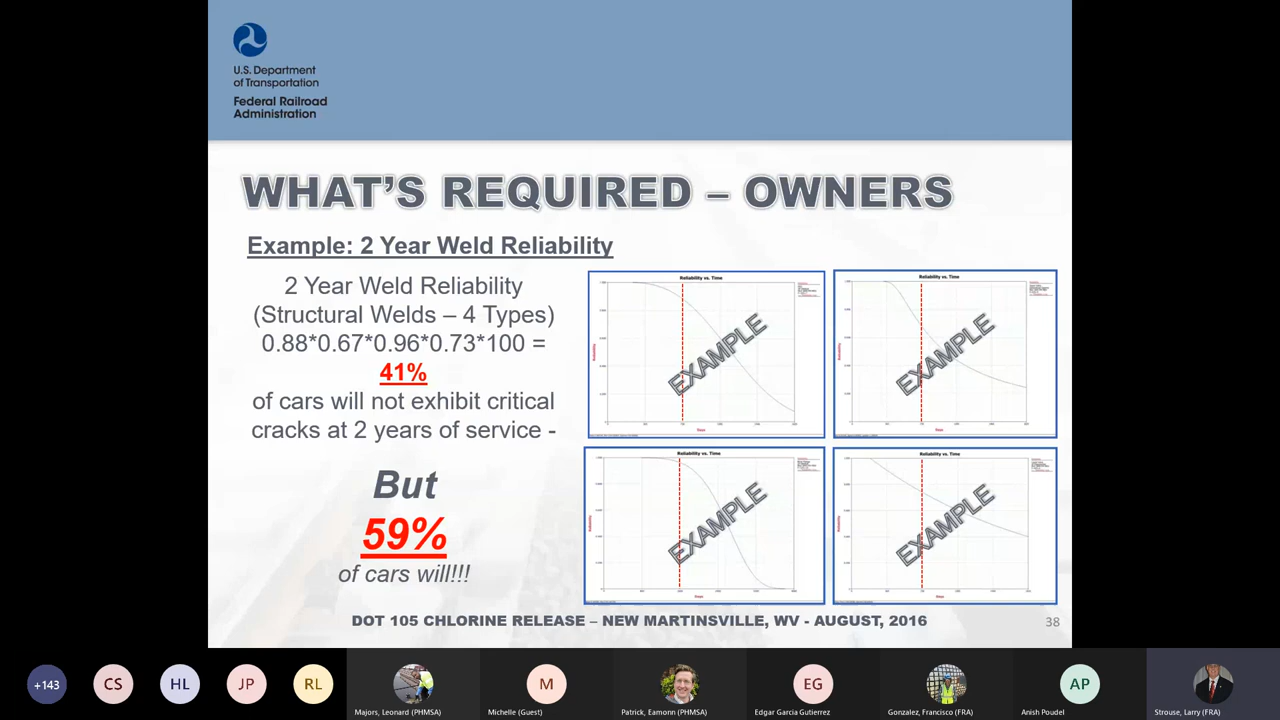 U.S. Department
of Transportation
Federal Railroad
Administration
WHAT'S REQUIRED – OWNERS
Example: 2 Year Weld Reliability
2 Year Weld Reliability
(Structural Welds – 4 Types)
0.88*0.67*0.96*0.73*100 =
41%
of cars will not exhibit critical
cracks at 2 years of service -
But
59%
of cars will!!!
Reliability vs. Time
EXAMPLE
Reliability vs. Time
EXAMPLE
Reliability vs. Time
EXAMPLE
Reliability vs. Time
EXAMPLE
DOT 105 CHLORINE RELEASE – NEW MARTINSVILLE, WV - AUGUST, 2016
38
+143
CS
HL
JP
RL
Majors, Leonard (PHMSA)
M
Michelle (Guest)
Patrick, Eamonn (PHMSA)
EG
Edgar Garcia Gutierrez
Gonzalez, Francisco (FRA)
AP
Anish Poudel
Strouse, Larry (FRA)